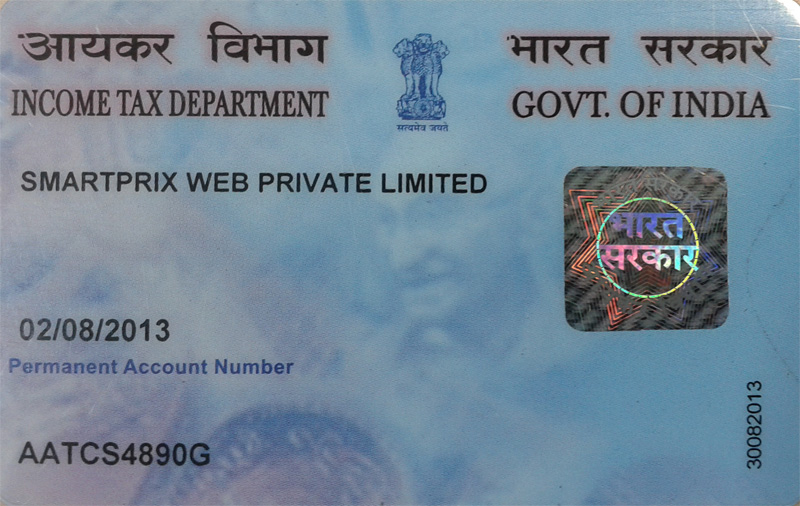 आयकर विभाग भारत सरकार
INCOME TAX DEPARTMENT GOVT. OF INDIA
सत्यमेव जयते
SMARTPRIX WEB PRIVATE LIMITED
भारत
सरकार
02/08/2013
Permanent Account Number
AATCS4890G
30082013